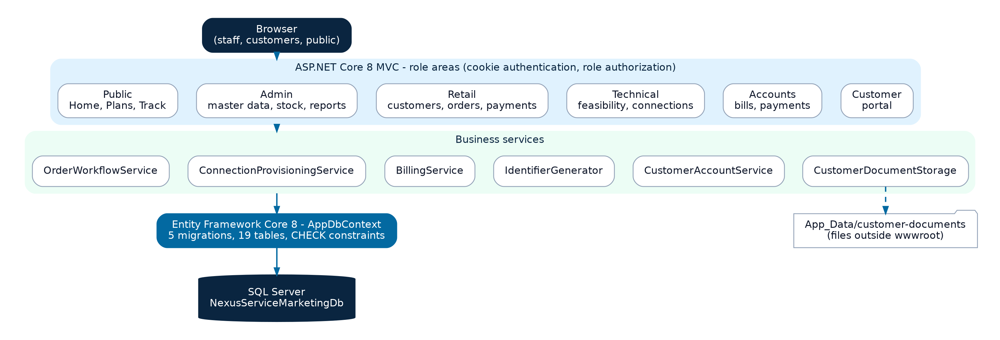 Browser
(staff, customers, public)
ASP.NET Core 8 MVC - role areas (cookie authentication, role authorization)
Public
Home, Plans, Track
Admin
master data, stock, reports
Retail
customers, orders, payments
Technical
feasibility, connections
Accounts
bills, payments
Customer
portal
Business services
OrderWorkflowService
ConnectionProvisioningService
BillingService
IdentifierGenerator
CustomerAccountService
CustomerDocumentStorage
Entity Framework Core 8 - AppDbContext
5 migrations, 19 tables, CHECK constraints
App_Data/customer-documents
(files outside wwwroot)
SQL Server
NexusServiceMarketingDb